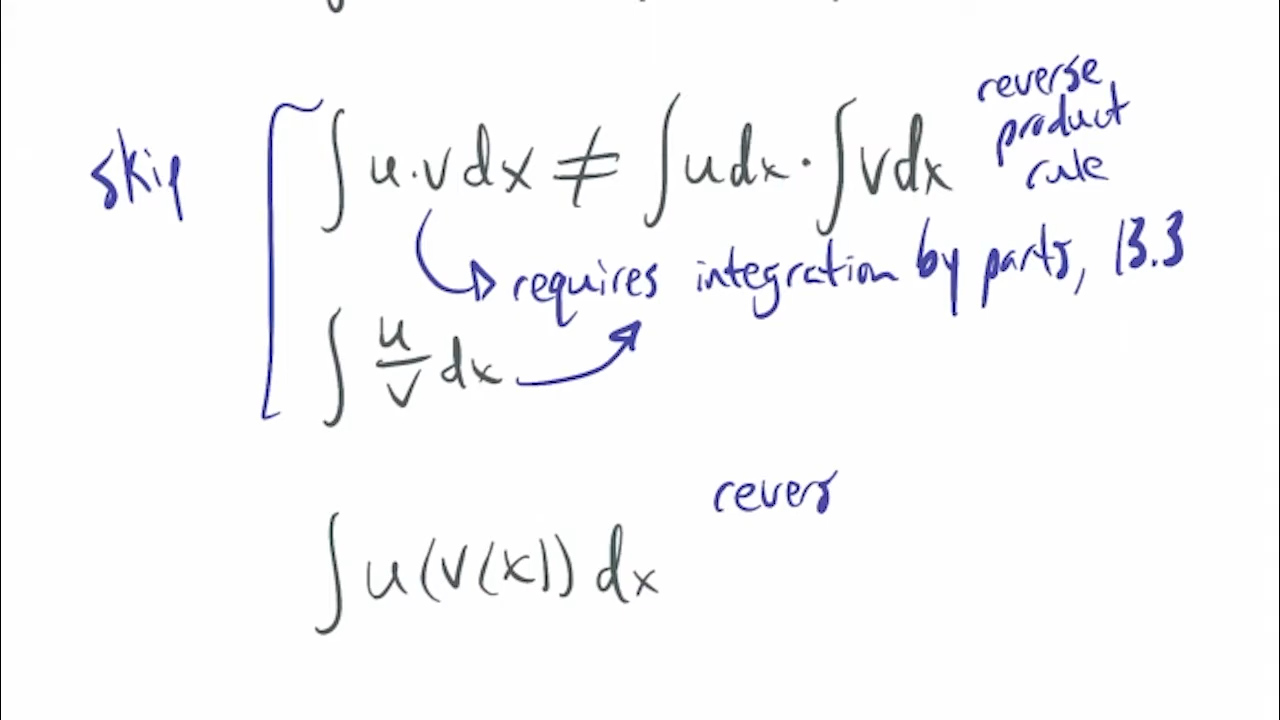 skip
∫ u·v dx ≠ ∫ u dx · ∫ v dx
reverse
product
rule
requires integration by parts, 13.3
∫ u/v dx
revers
∫ u(v(x)) dx